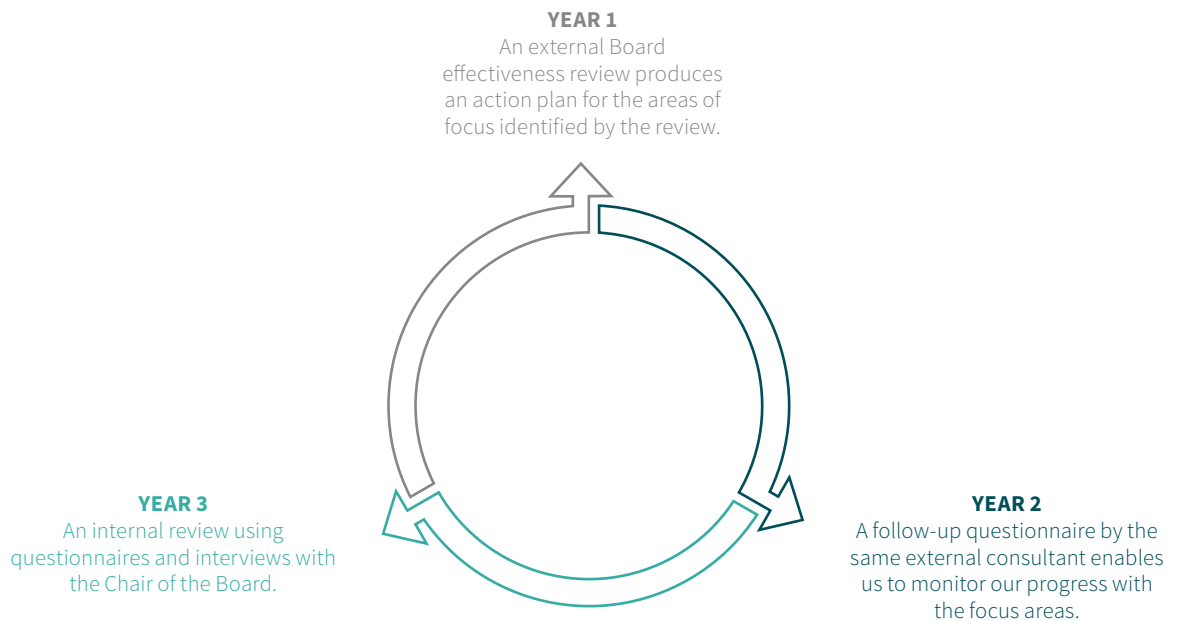 YEAR 1
An external Board
effectiveness review produces
an action plan for the areas of
focus identified by the review.
YEAR 2
A follow-up questionnaire by the
same external consultant enables
us to monitor our progress with
the focus areas.
YEAR 3
An internal review using
questionnaires and interviews with
the Chair of the Board.